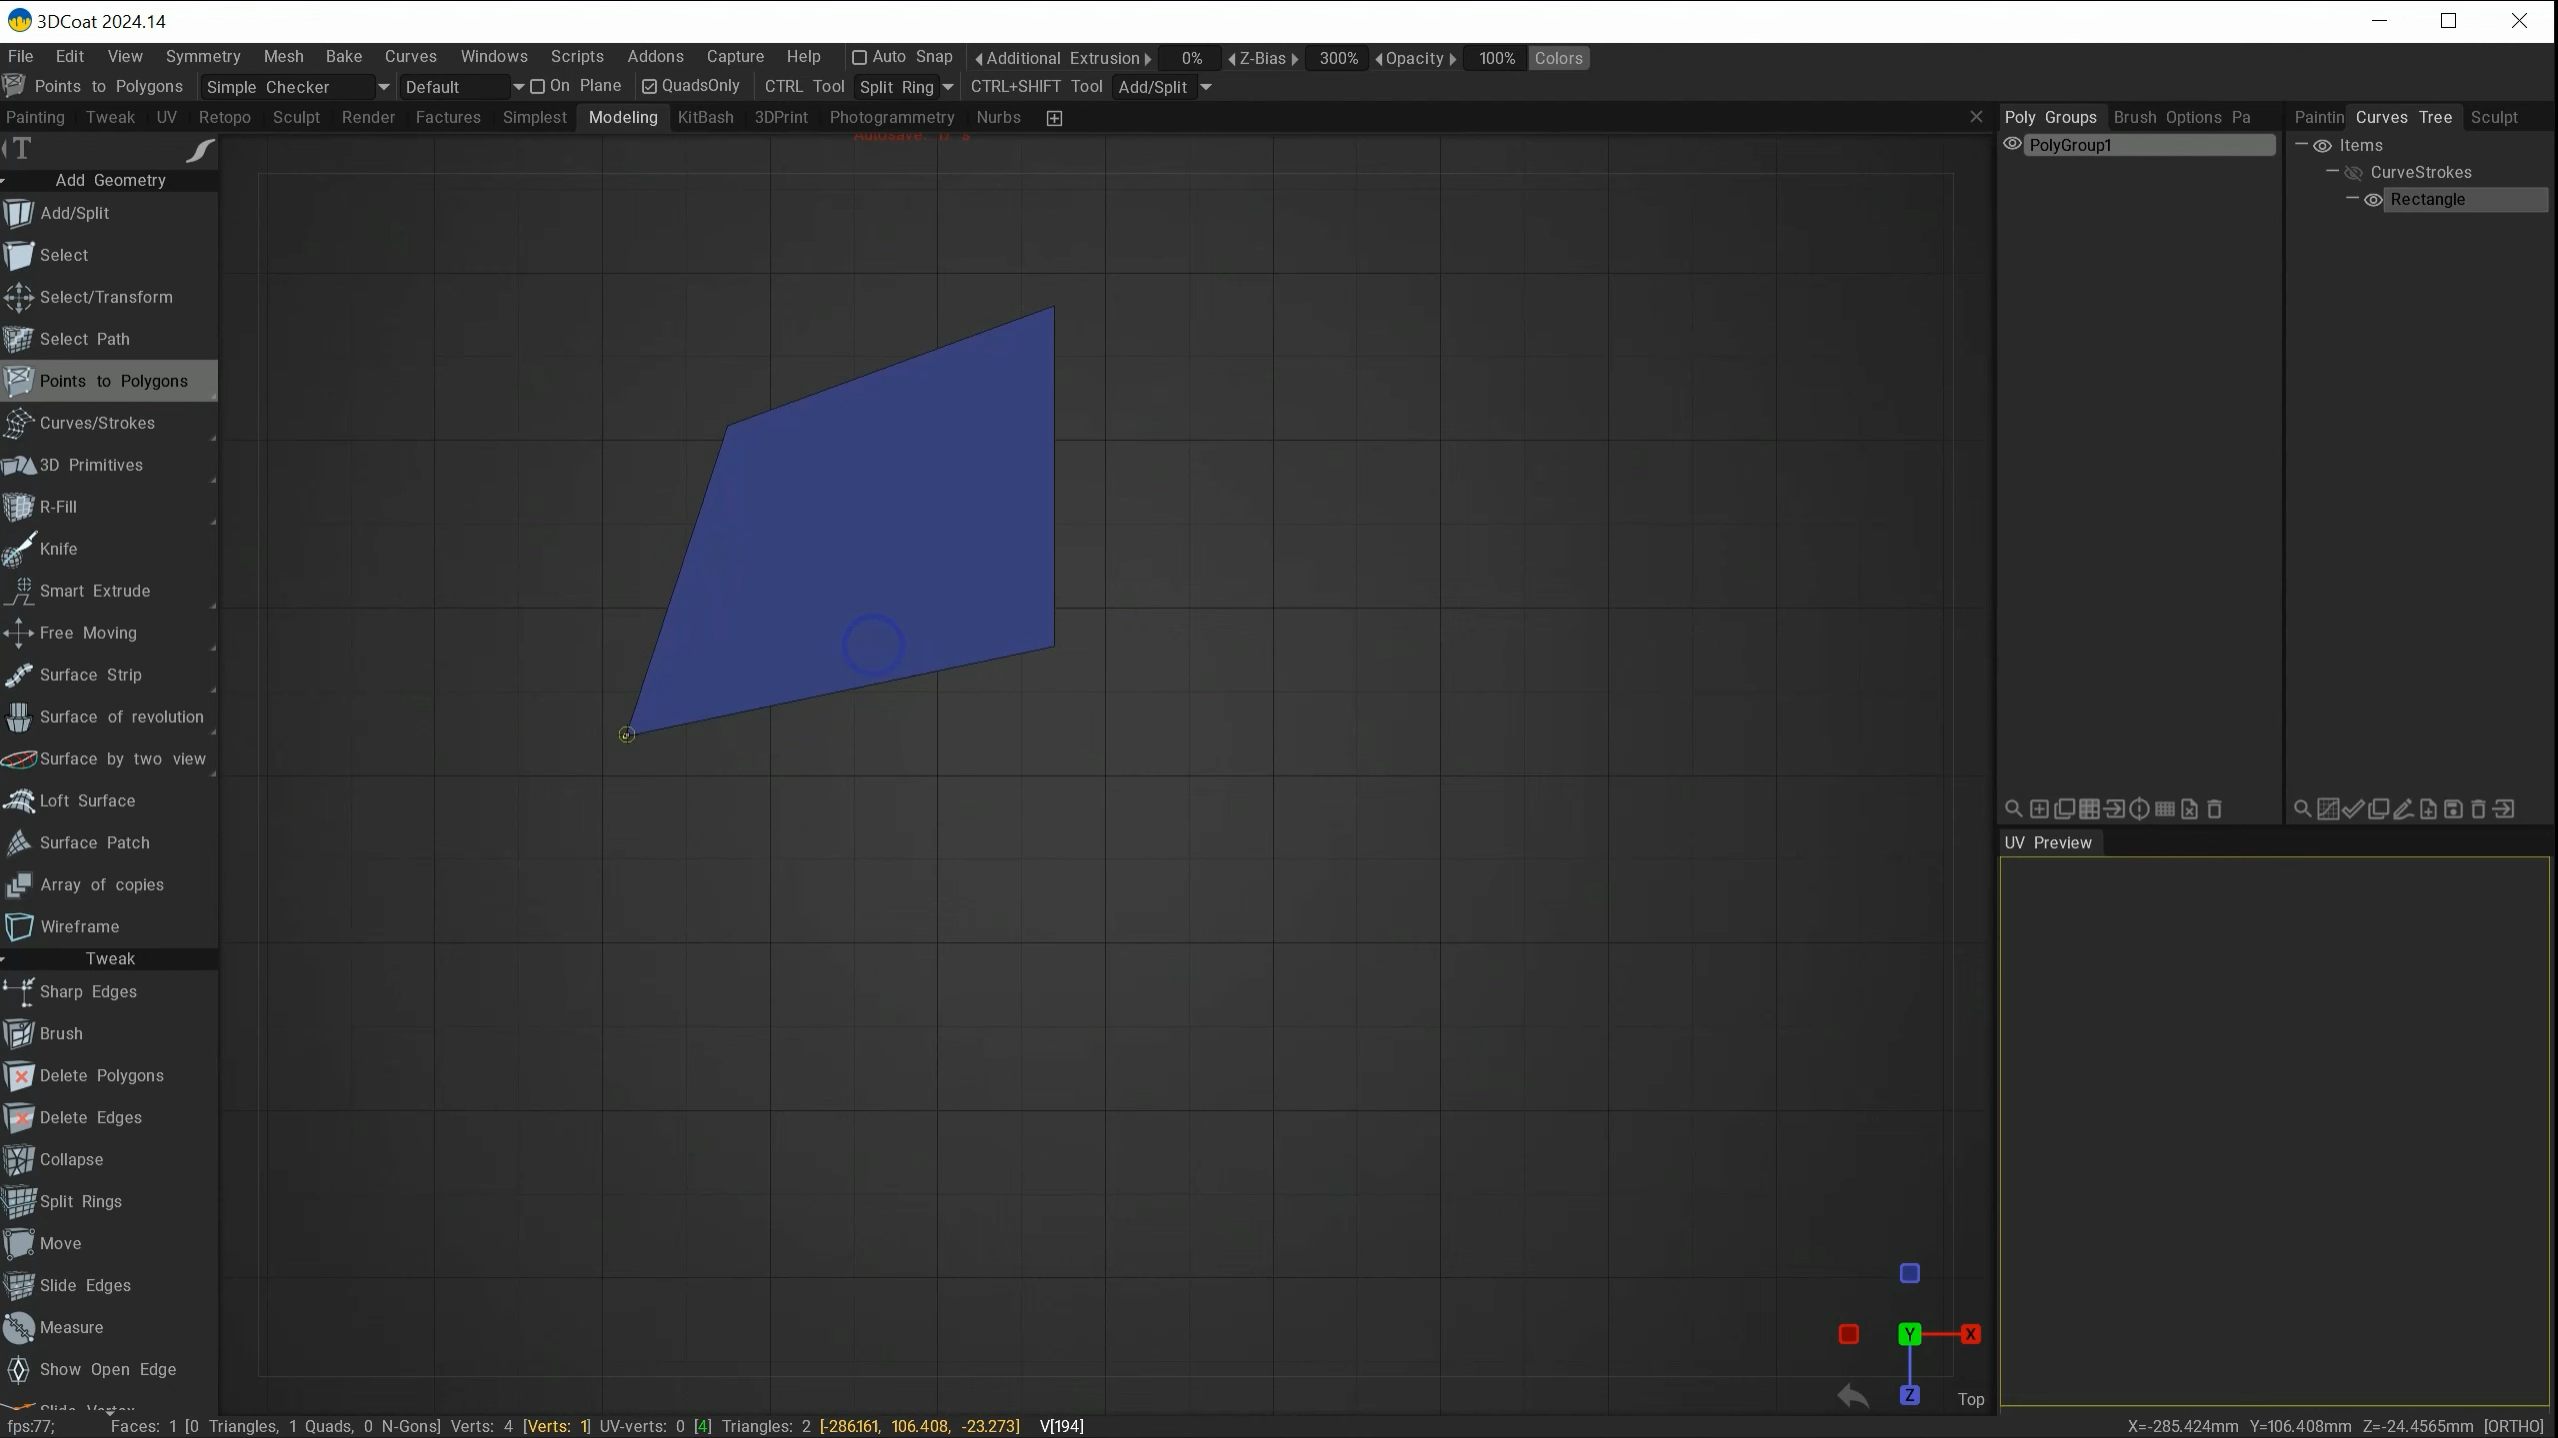 3DCoat 2024.14
File Edit View Symmetry Mesh Bake Curves Windows Scripts Addons Capture Help Auto Snap Additional Extrusion 0% Z-Bias 300% Opacity 100% Colors
Points to Polygons Simple Checker Default On Plane QuadsOnly CTRL Tool Split Ring CTRL+SHIFT Tool Add/Split
Painting Tweak UV Retopo Sculpt Render Factures Simplest Modeling KitBash 3DPrint Photogrammetry Nurbs
Poly Groups Brush Options Pa
Paintin Curves Tree Sculpt
T
PolyGroup1
Items
CurveStrokes
Rectangle
Add Geometry
Add/Split
Select
Select/Transform
Select Path
Points to Polygons
Curves/Strokes
3D Primitives
R-Fill
Knife
Smart Extrude
Free Moving
Surface Strip
Surface of revolution
Surface by two view
Loft Surface
Surface Patch
Array of copies
Wireframe
Tweak
Sharp Edges
Brush
Delete Polygons
Delete Edges
Collapse
Split Rings
Move
Slide Edges
Measure
Show Open Edge
UV Preview
Y X
Z
Top
fps:77; Faces: 1 [0 Triangles, 1 Quads, 0 N-Gons] Verts: 4 [Verts: 1] UV-verts: 0 [4] Triangles: 2 [-286.161, 106.408, -23.273] V[194]
X=-285.424mm Y=106.408mm Z=-24.4565mm [ORTHO]